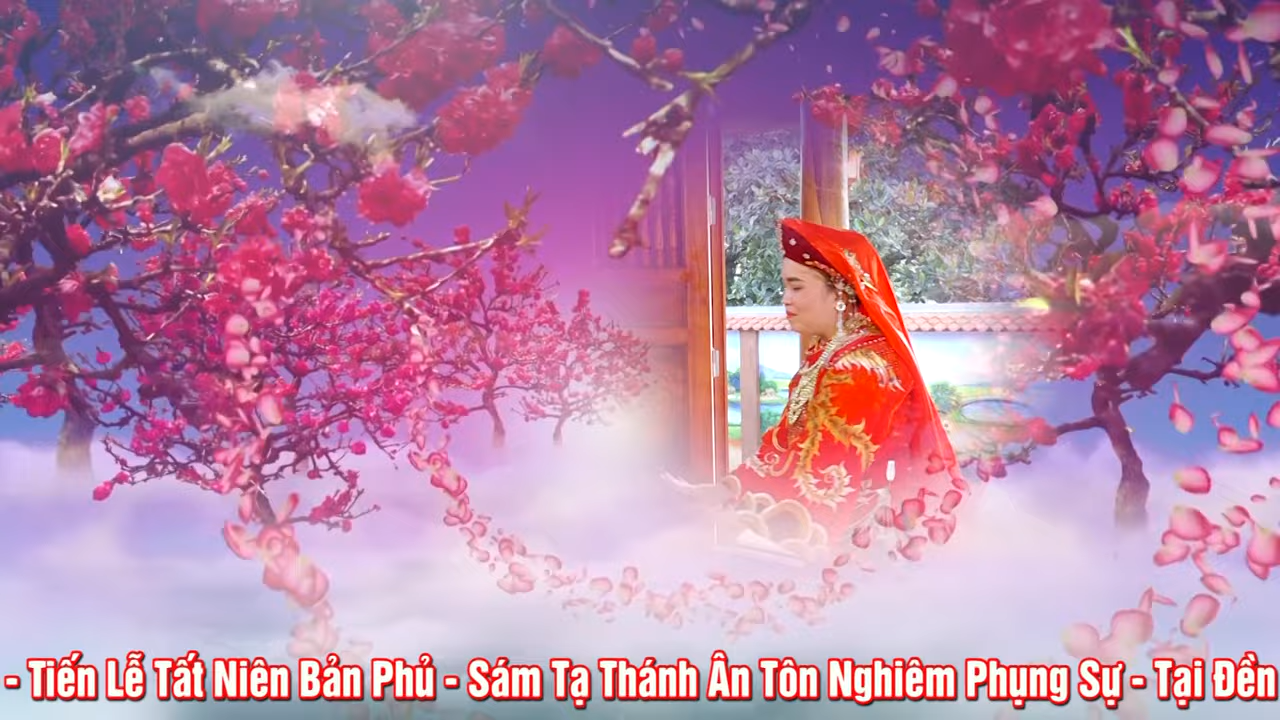 - Tiến Lễ Tất Niên Bản Phủ - Sám Tạ Thánh Ân Tôn Nghiêm Phụng Sự - Tại Đền